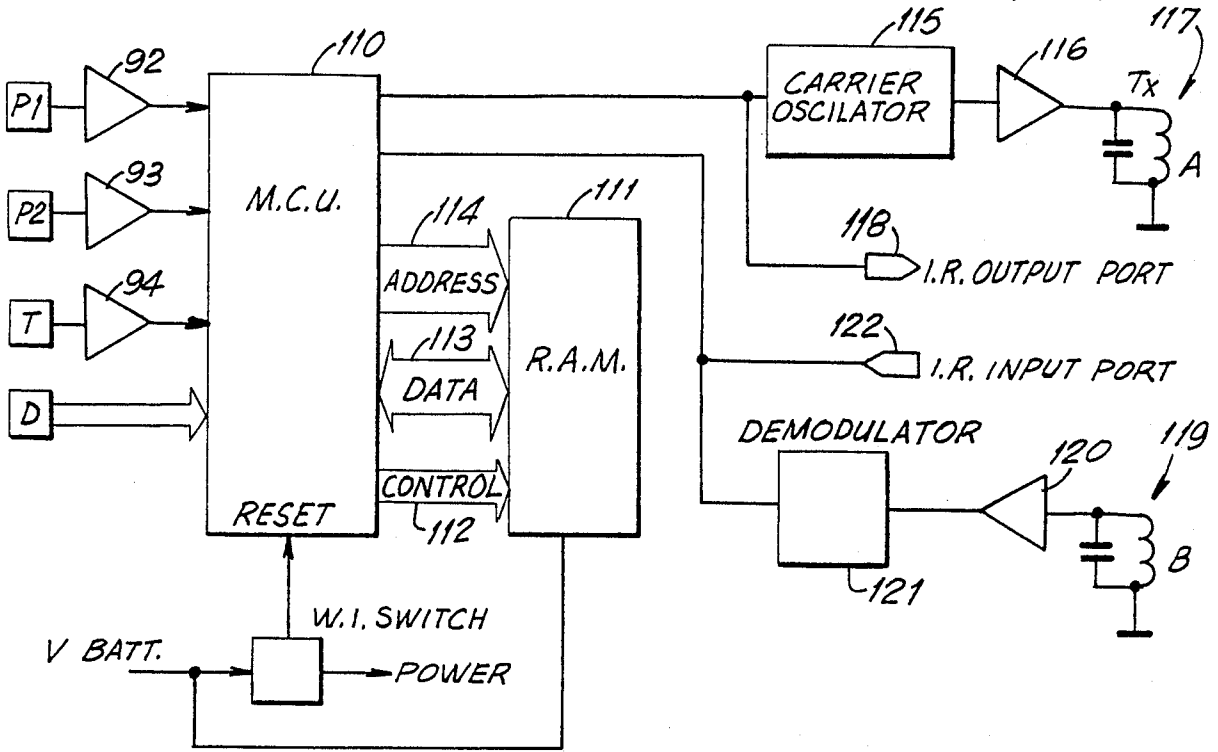 110
115
117
92
116
P1
CARRIER
OSCILATOR
Tx
A
93
M.C.U.
111
P2
114
118
ADDRESS
I.R. OUTPUT PORT
94
113
122
T
R.A.M.
DATA
I.R. INPUT PORT
D
DEMODULATOR
119
120
CONTROL
RESET
112
B
121
W.I. SWITCH
V BATT.
POWER